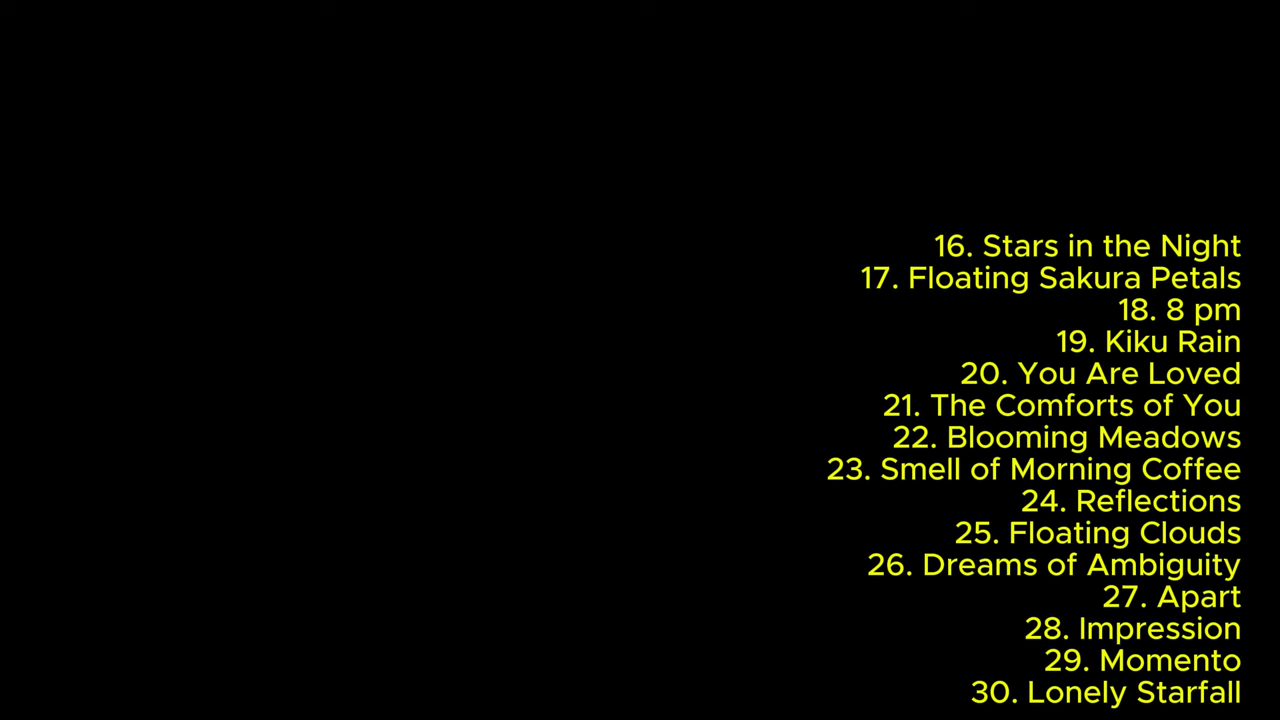 16. Stars in the Night
17. Floating Sakura Petals
18. 8 pm
19. Kiku Rain
20. You Are Loved
21. The Comforts of You
22. Blooming Meadows
23. Smell of Morning Coffee
24. Reflections
25. Floating Clouds
26. Dreams of Ambiguity
27. Apart
28. Impression
29. Momento
30. Lonely Starfall